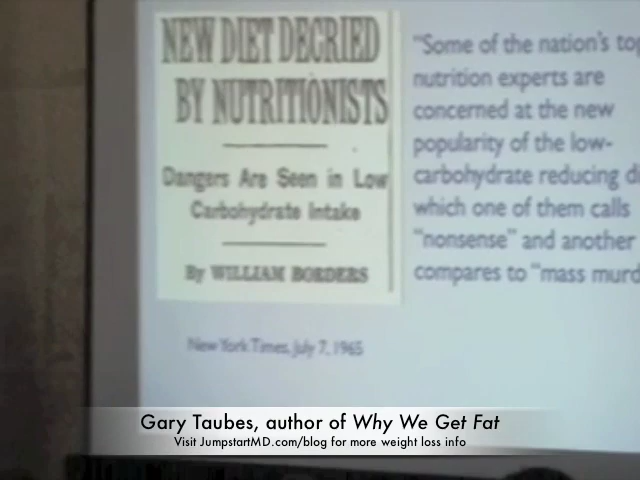 NEW DIET DECRIED
BY NUTRITIONISTS
Dangers Are Seen in Low
Carbohydrate Intake
By WILLIAM BORDERS
New York Times, July 7, 1965
"Some of the nation's top
nutrition experts are
concerned at the new
popularity of the low-
carbohydrate reducing di
which one of them calls
"nonsense" and another
compares to "mass murd
Gary Taubes, author of Why We Get Fat
Visit JumpstartMD.com/blog for more weight loss info